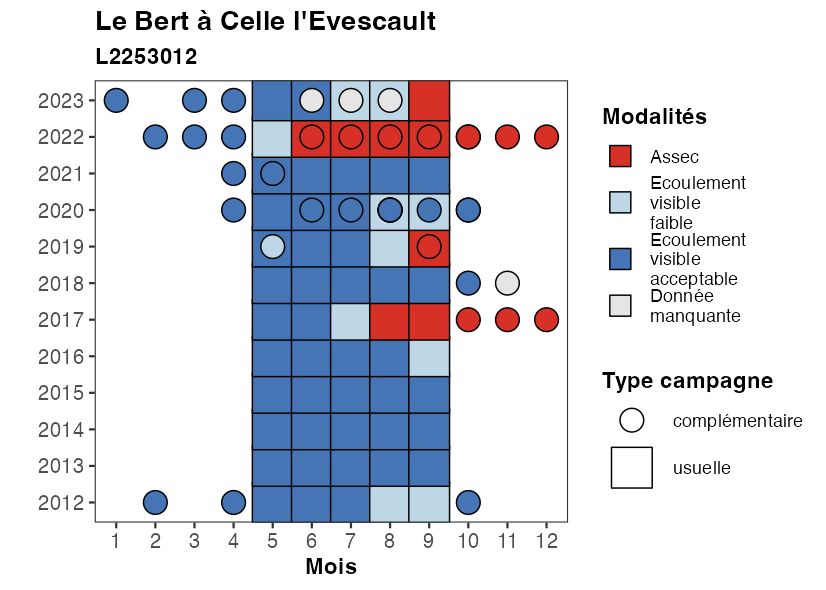 Le Bert à Celle l'Evescault
L2253012
2023
2022
2021
2020
2019
2018
2017
2016
2015
2014
2013
2012
1 2 3 4 5 6 7 8 9 10 11 12
Mois
Modalités
Assec
Ecoulement
visible
faible
Ecoulement
visible
acceptable
Donnée
manquante
Type campagne
complémentaire
usuelle